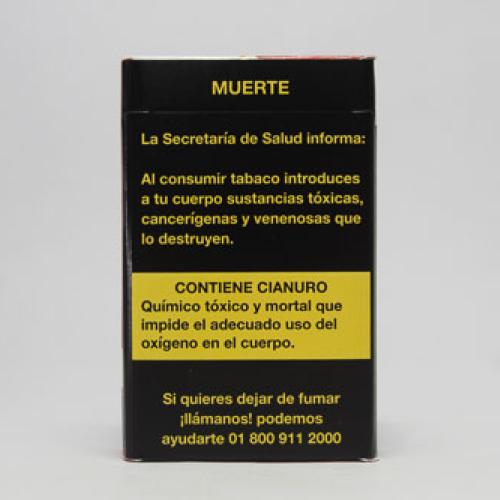 MUERTE
La Secretaría de Salud informa:
Al consumir tabaco introduces
a tu cuerpo sustancias tóxicas,
cancerígenas y venenosas que
lo destruyen.
CONTIENE CIANURO
Químico tóxico y mortal que
impide el adecuado uso del
oxígeno en el cuerpo.
Si quieres dejar de fumar
¡llámanos! podemos
ayudarte 01 800 911 2000